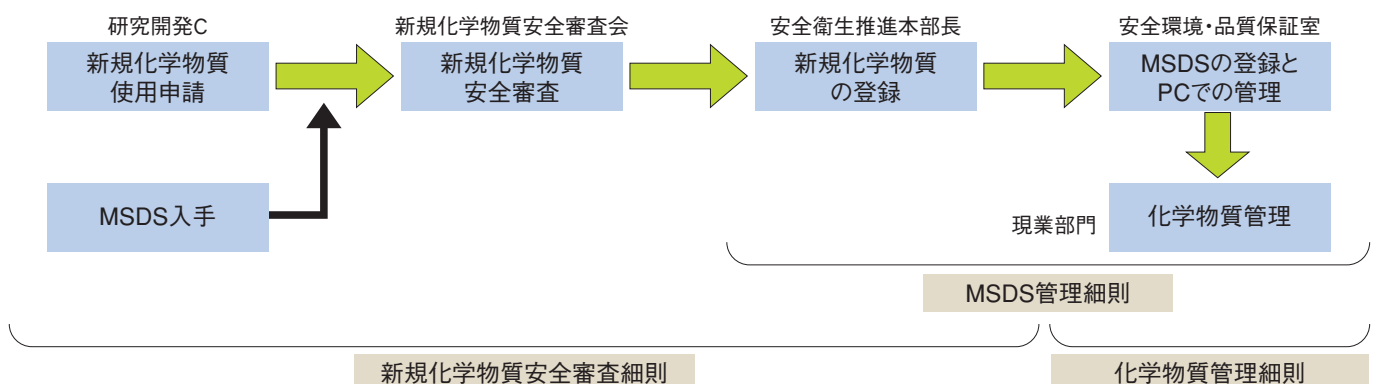 研究開発C
新規化学物質
使用申請
新規化学物質安全審査会
新規化学物質
安全審査
安全衛生推進本部長
新規化学物質
の登録
安全環境・品質保証室
MSDSの登録と
PCでの管理
MSDS入手
現業部門
化学物質管理
MSDS管理細則
新規化学物質安全審査細則
化学物質管理細則